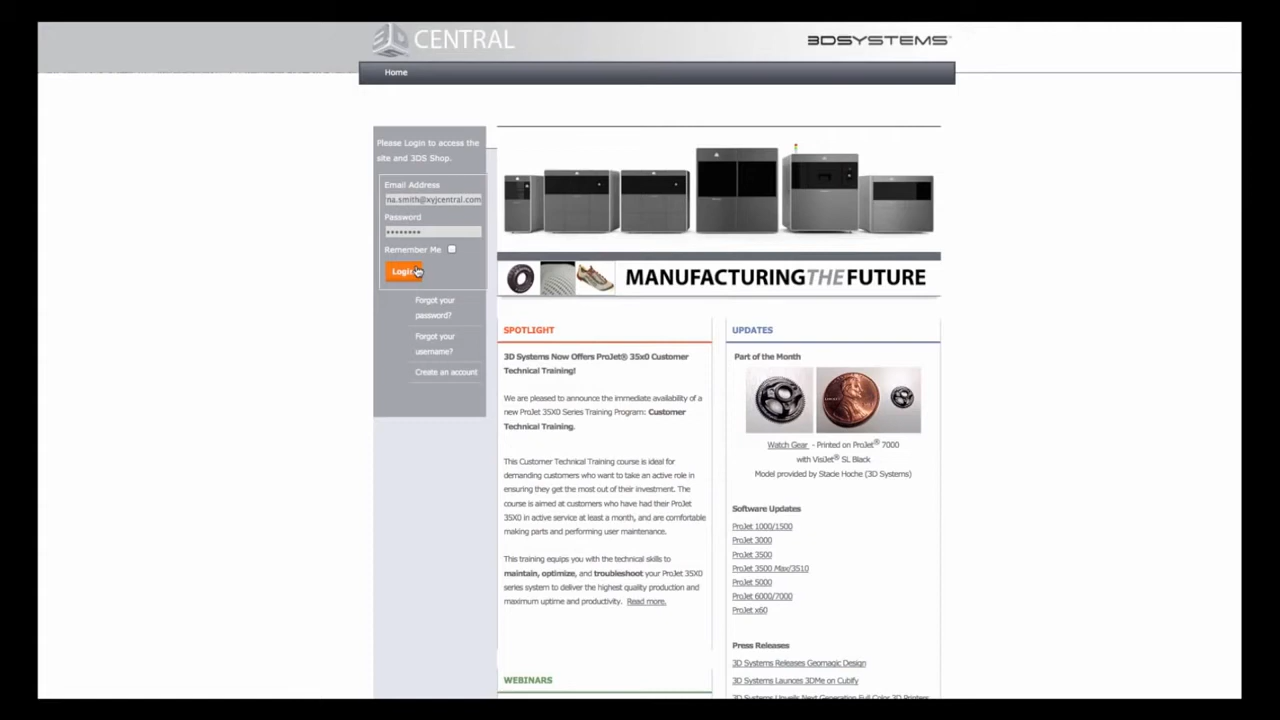 CENTRAL
3DSYSTEMS
Home
Please Login to access the
site and 3DS Shop.
Email Address
na.smith@xyjcentral.com
Password
••••••••
Remember Me
Login
Forgot your
password?
Forgot your
username?
Create an account
MANUFACTURINGTHEFUTURE
SPOTLIGHT
3D Systems Now Offers ProJet® 35x0 Customer
Technical Training!
We are pleased to announce the immediate availability of a
new ProJet 35X0 Series Training Program: Customer
Technical Training.
This Customer Technical Training course is ideal for
demanding customers who want to take an active role in
ensuring they get the most out of their investment. The
course is aimed at customers who have had their ProJet
35X0 in active service at least a month, and are comfortable
making parts and performing user maintenance.
This training equips you with the technical skills to
maintain, optimize, and troubleshoot your ProJet 35X0
series system to deliver the highest quality production and
maximum uptime and productivity. Read more.
WEBINARS
UPDATES
Part of the Month
Watch Gear - Printed on ProJet® 7000
with VisiJet® SL Black
Model provided by Stacie Hoche (3D Systems)
Software Updates
ProJet 1000/1500
ProJet 3000
ProJet 3500
ProJet 3500 Max/3510
ProJet 5000
ProJet 6000/7000
ProJet x60
Press Releases
3D Systems Releases Geomagic Design
3D Systems Launces 3DMe on Cubify
3D Systems Unveils Next Generation Full Color 3D Printers